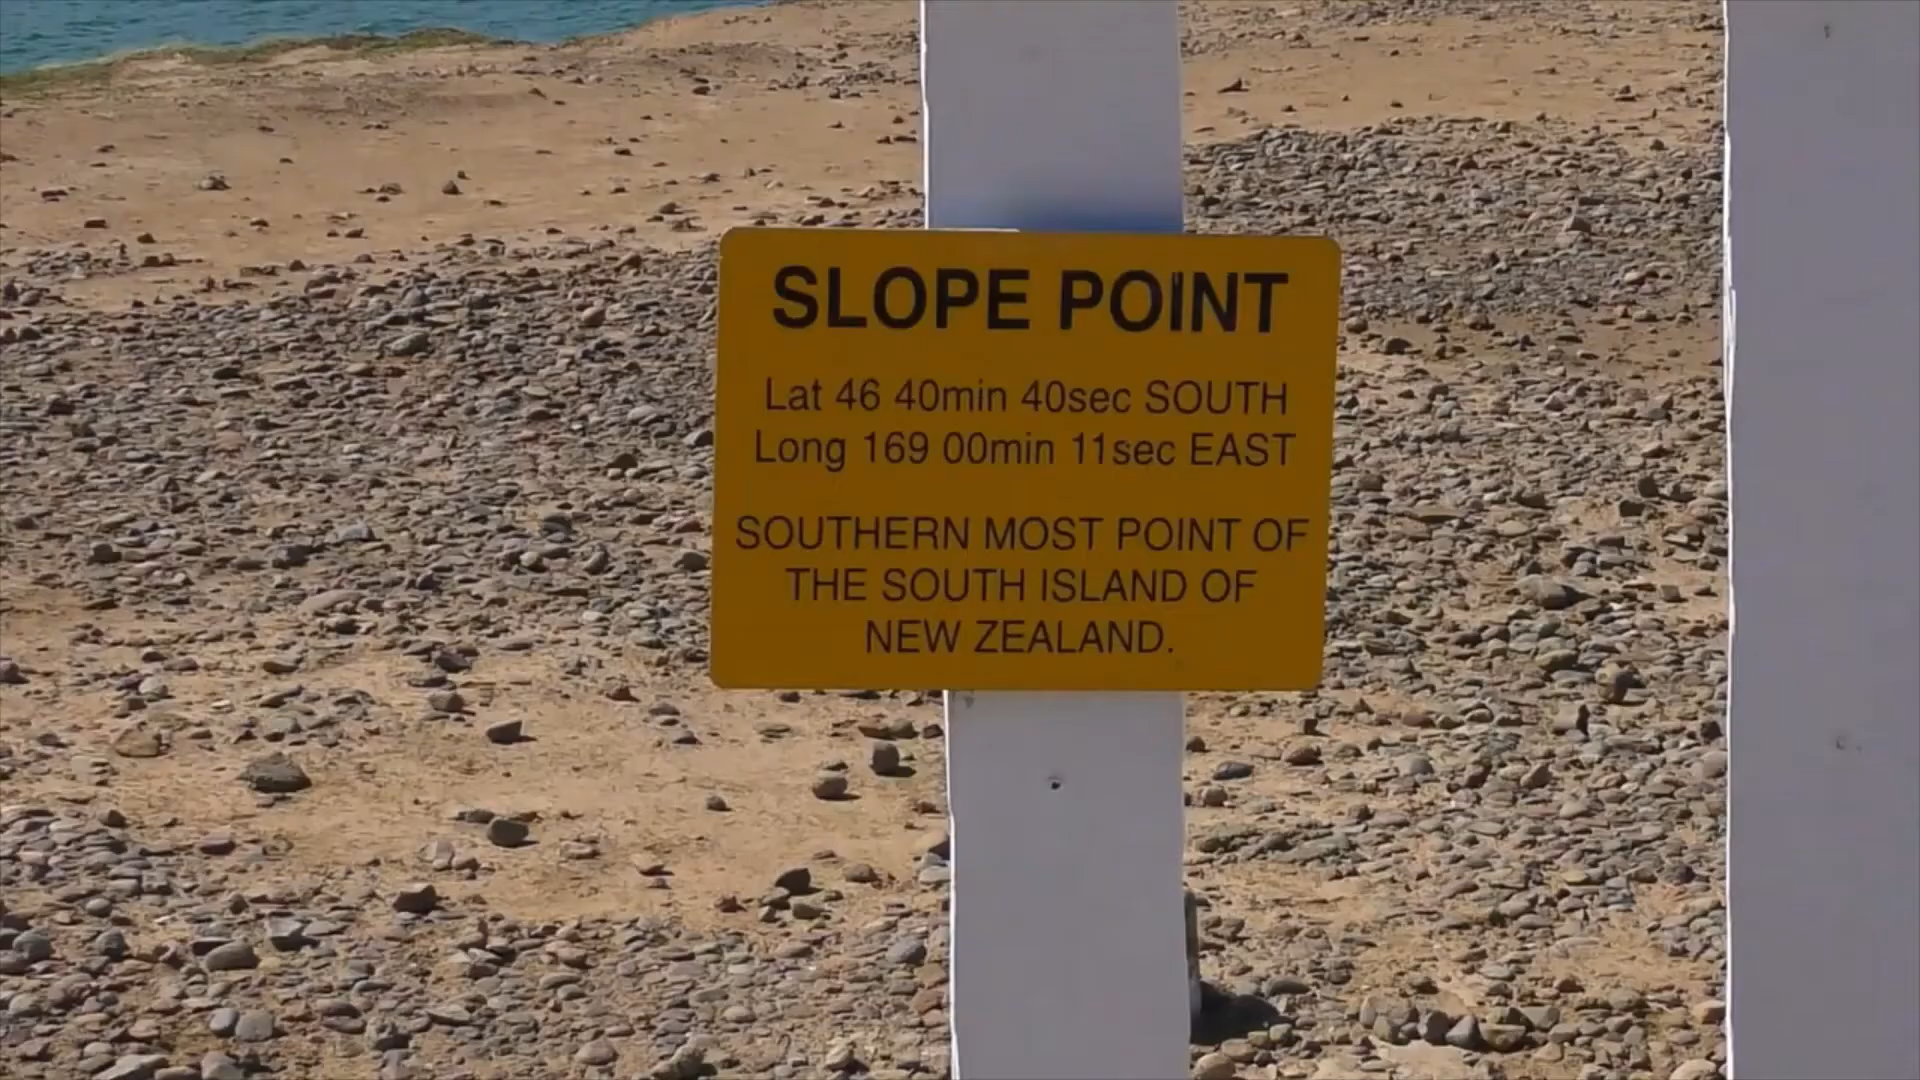 SLOPE POINT
Lat 46 40min 40sec SOUTH
Long 169 00min 11sec EAST
SOUTHERN MOST POINT OF
THE SOUTH ISLAND OF
NEW ZEALAND.